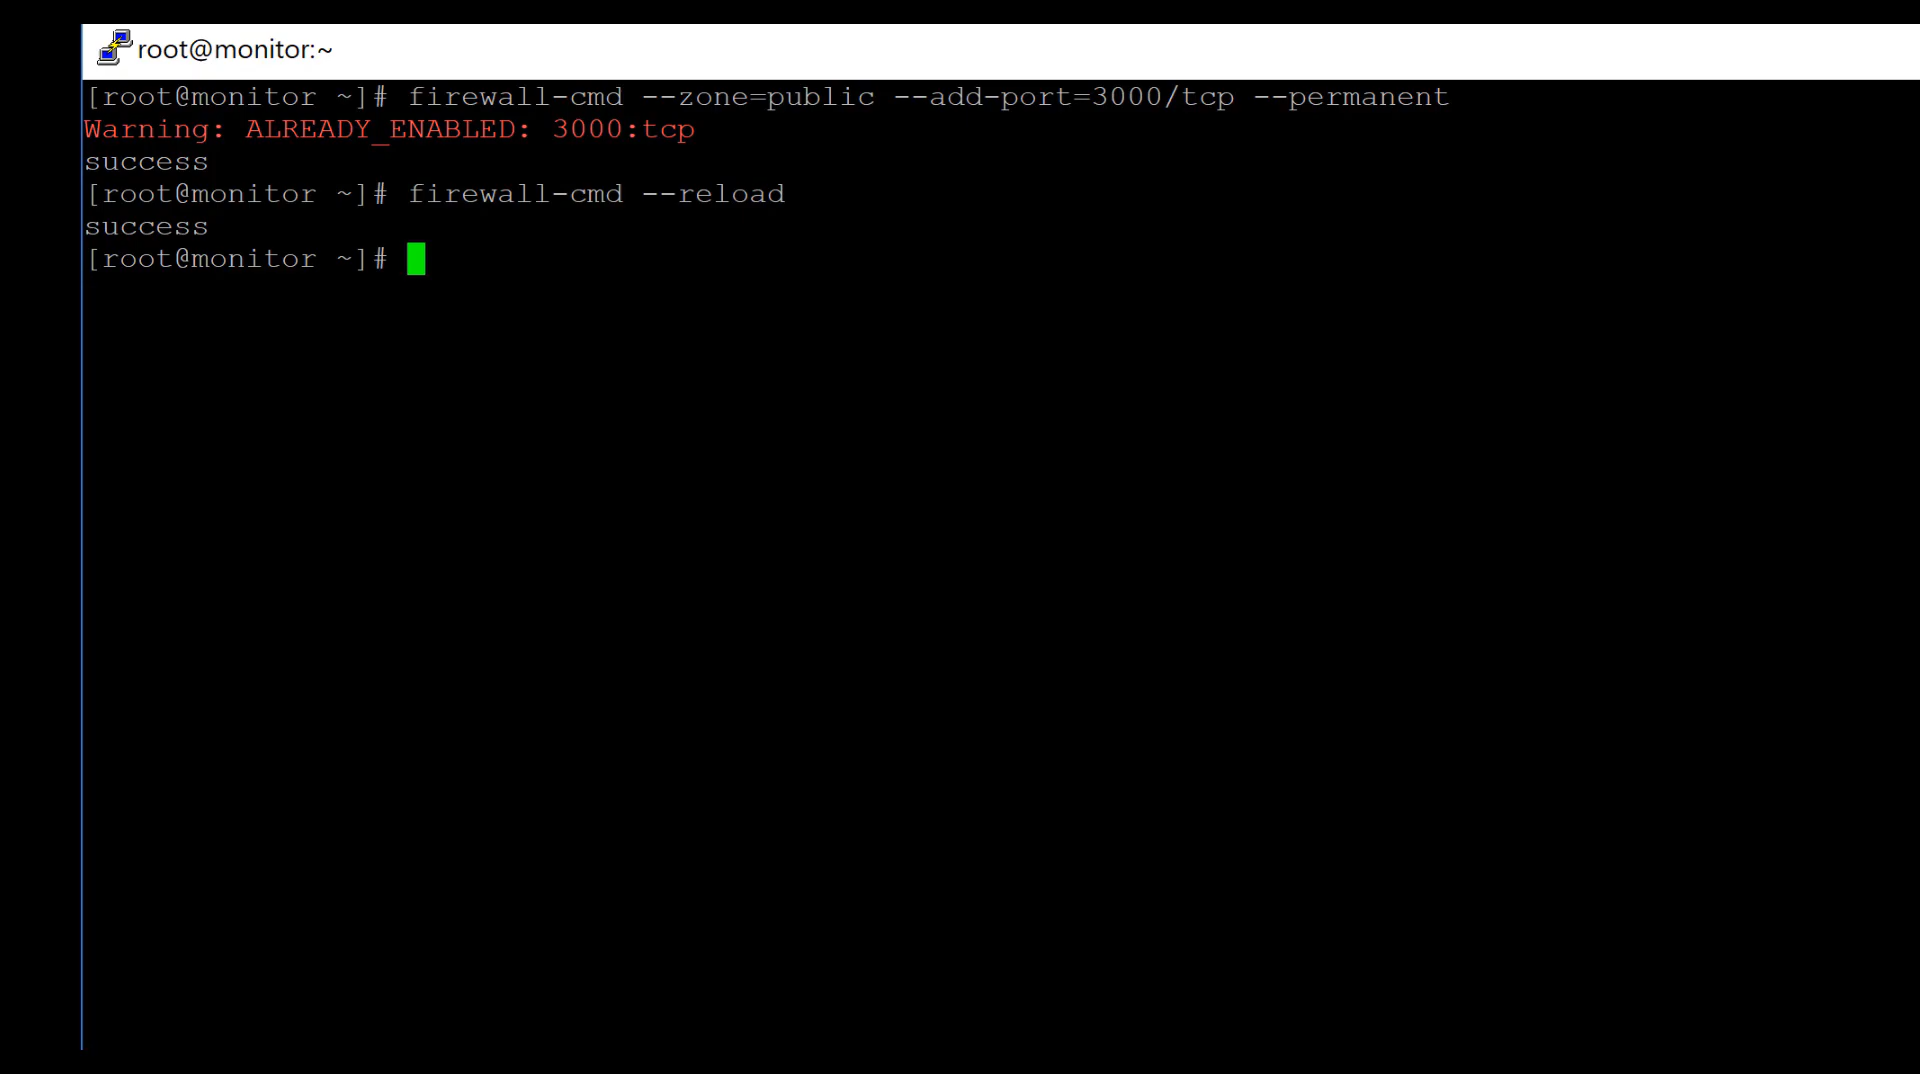 root@monitor:~
[root@monitor ~]# firewall-cmd --zone=public --add-port=3000/tcp --permanent
Warning: ALREADY_ENABLED: 3000:tcp
success
[root@monitor ~]# firewall-cmd --reload
success
[root@monitor ~]#